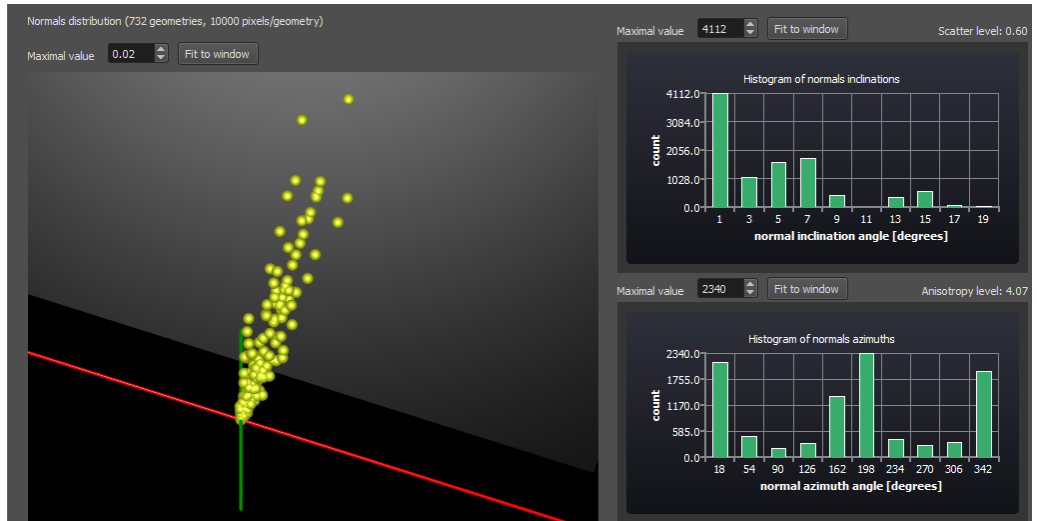 Normals distribution (732 geometries, 10000 pixels/geometry)
Maximal value 0.02 Fit to window
Maximal value 4112 Fit to window Scatter level: 0.60
Histogram of normals inclinations
4112.0
3084.0
2056.0
1028.0
0.0
count
1 3 5 7 9 11 13 15 17 19
normal inclination angle [degrees]
Maximal value 2340 Fit to window Anisotropy level: 4.07
Histogram of normals azimuths
2340.0
1755.0
1170.0
585.0
0.0
count
18 54 90 126 162 198 234 270 306 342
normal azimuth angle [degrees]